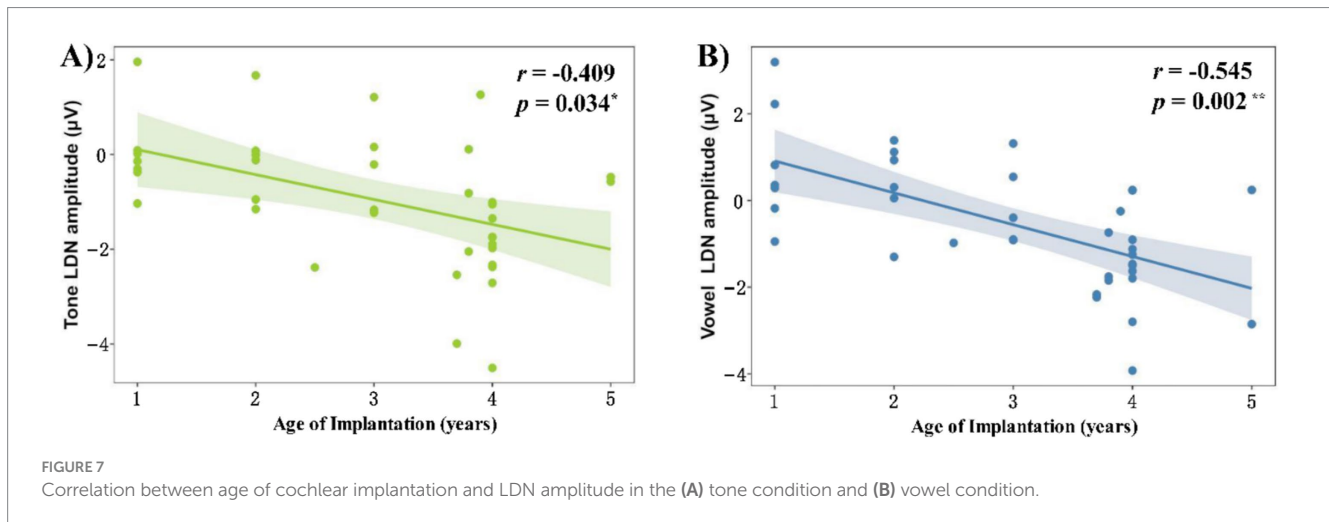 A)
r = -0.409
p = 0.034*
Tone LDN amplitude (μV)
2
0
−2
−4
1 2 3 4 5
Age of Implantation (years)
B)
r = -0.545
p = 0.002 **
Vowel LDN amplitude (μV)
2
0
−2
−4
1 2 3 4 5
Age of Implantation (years)
FIGURE 7
Correlation between age of cochlear implantation and LDN amplitude in the (A) tone condition and (B) vowel condition.